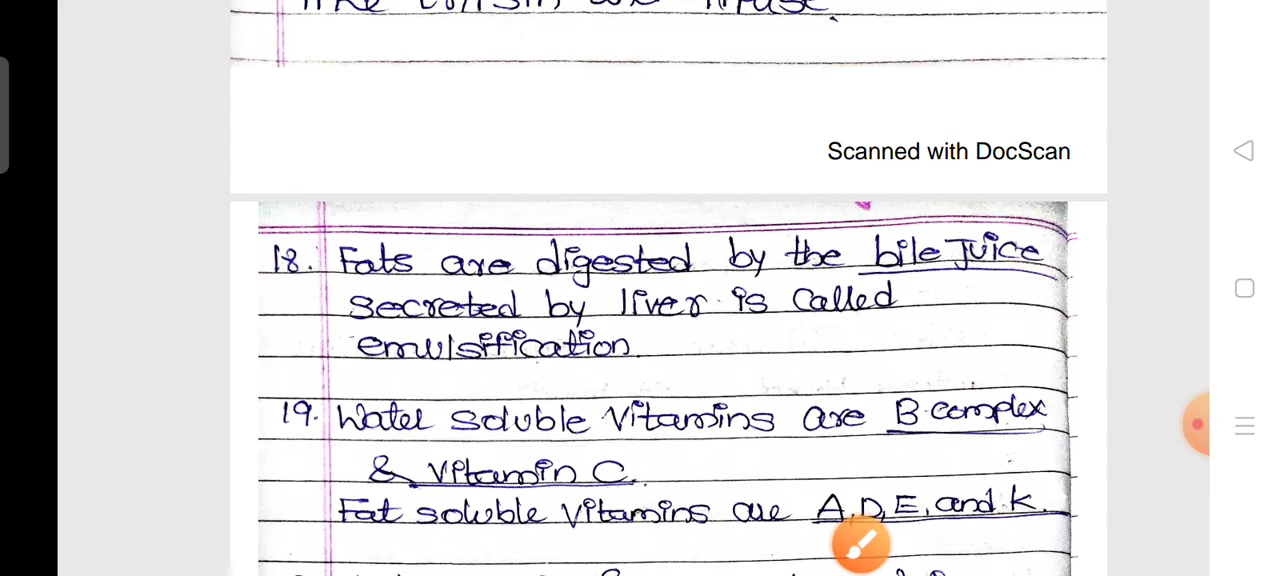 Scanned with DocScan
18. Fats are digested by the bile Juice
secreted by liver is called
emulsification
19. Water soluble vitamins are B.complex
& vitamin C.
Fat soluble vitamins are A, D, E, and K.